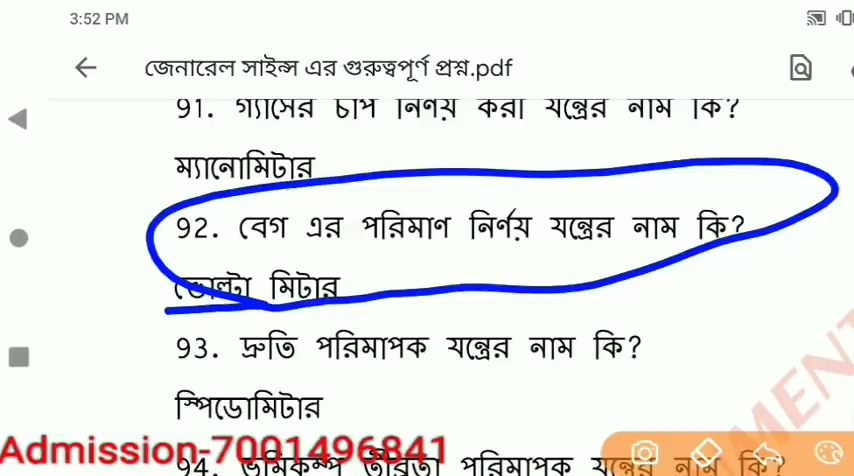 3:52 PM
জেনারেল সাইন্স এর গুরুত্বপূর্ণ প্রশ্ন.pdf
91. গ্যাসের চাপ নির্ণয় করা যন্ত্রের নাম কি?
ম্যানোমিটার
92. বেগ এর পরিমাণ নির্ণয় যন্ত্রের নাম কি?
ভোল্টা মিটার
93. দ্রুতি পরিমাপক যন্ত্রের নাম কি?
স্পিডোমিটার
Admission-7001496841
94. ভূমিকম্প তীব্রতা পরিমাপক যন্ত্রের নাম কি?